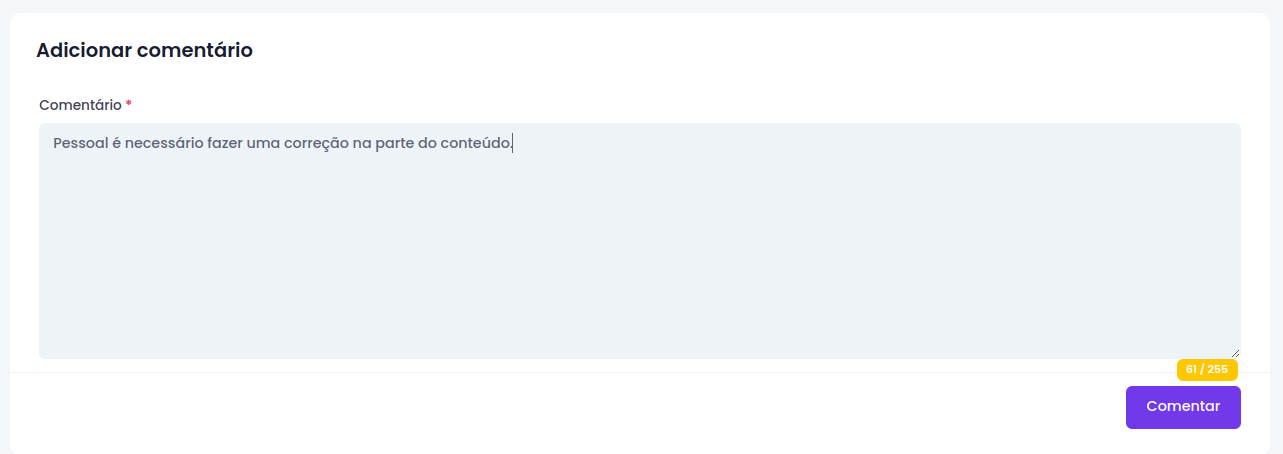 Adicionar comentário
Comentário *
Pessoal é necessário fazer uma correção na parte do conteúdo.
61 / 255
Comentar